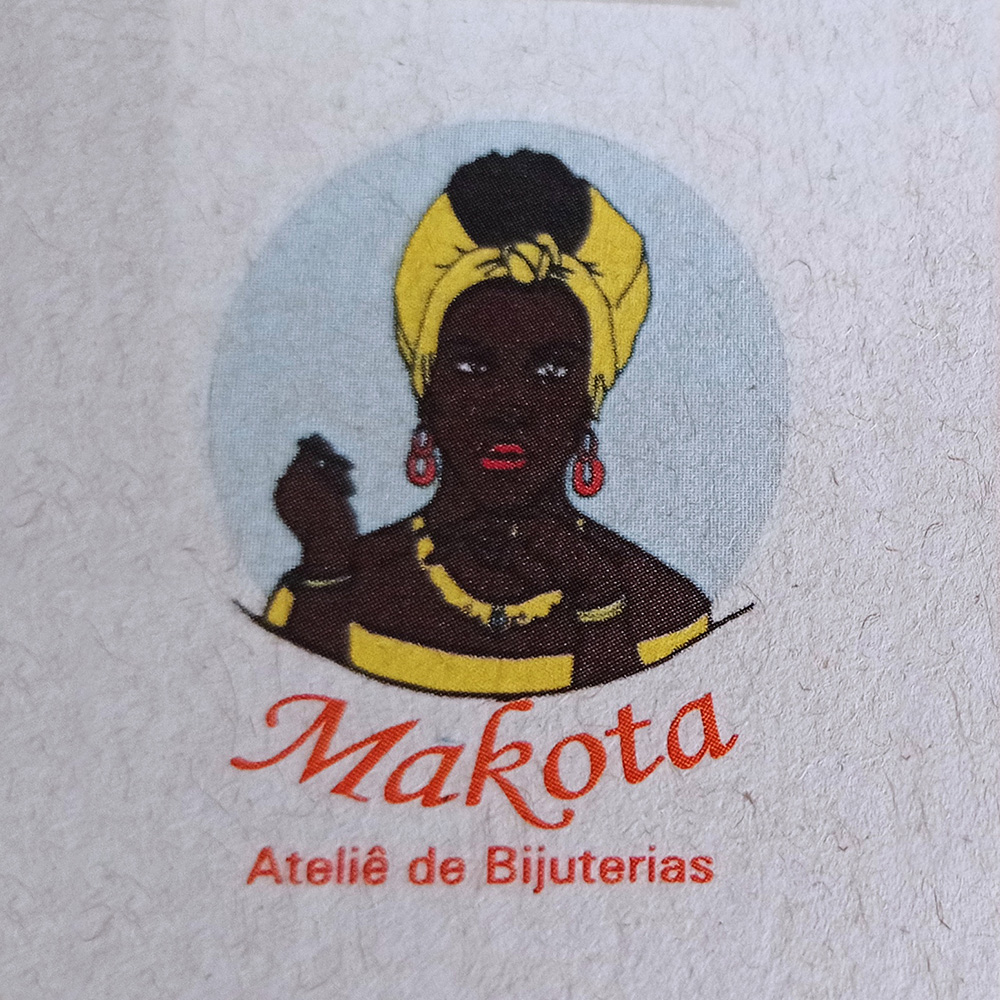 Makota
Ateliê de Bijuterias